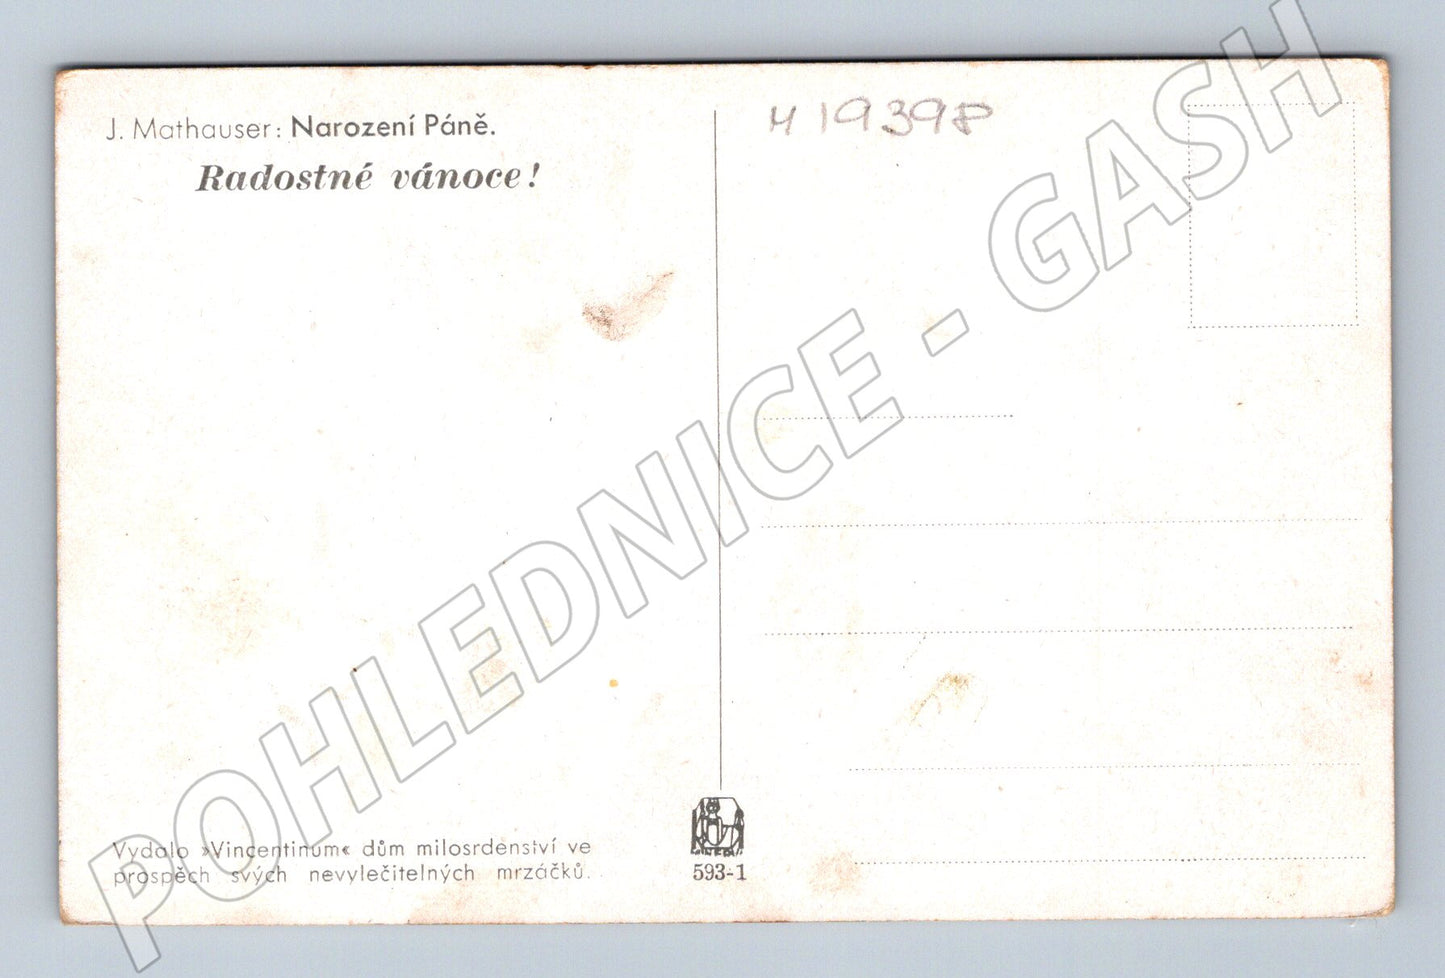 J. Mathauser: Narození Páně.
Radostné vánoce!
H 19398
Vydalo »Vincentinum« dům milosrdenství ve
prospěch svých nevyléčitelných mrzáčků.
593-1
POHLEDNICE - GASH